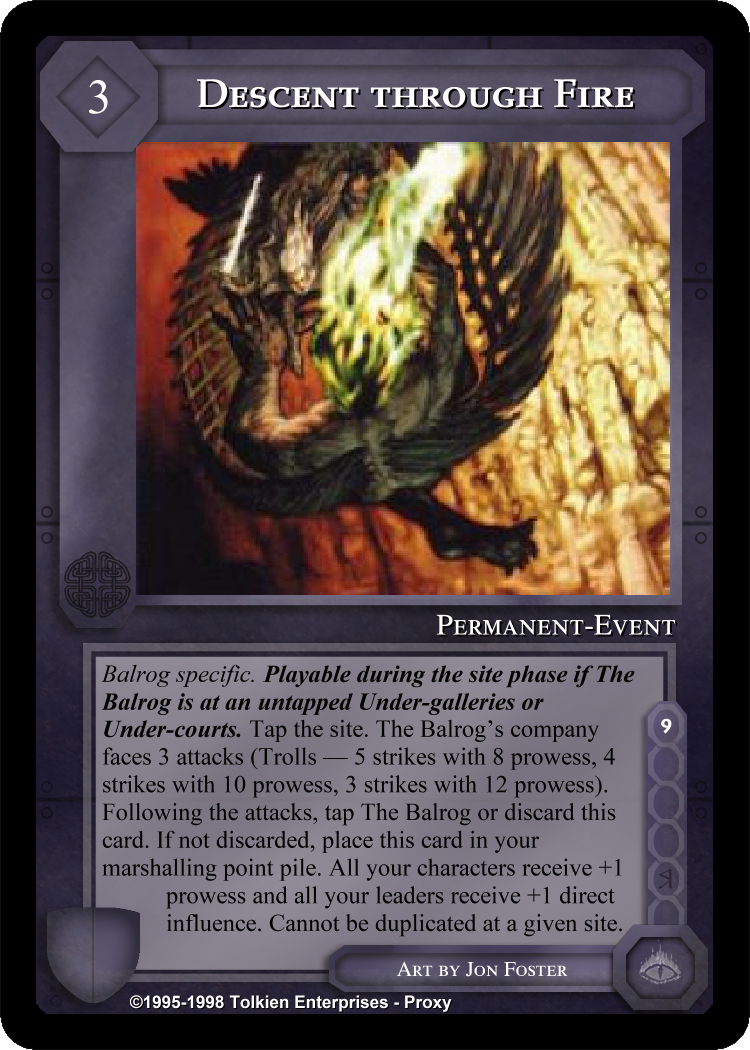 3
Descent through Fire
Permanent-Event
Balrog specific. Playable during the site phase if The
Balrog is at an untapped Under-galleries or
Under-courts. Tap the site. The Balrog's company
faces 3 attacks (Trolls — 5 strikes with 8 prowess, 4
strikes with 10 prowess, 3 strikes with 12 prowess).
Following the attacks, tap The Balrog or discard this
card. If not discarded, place this card in your
marshalling point pile. All your characters receive +1
prowess and all your leaders receive +1 direct
influence. Cannot be duplicated at a given site.
9
Art by Jon Foster
©1995-1998 Tolkien Enterprises - Proxy